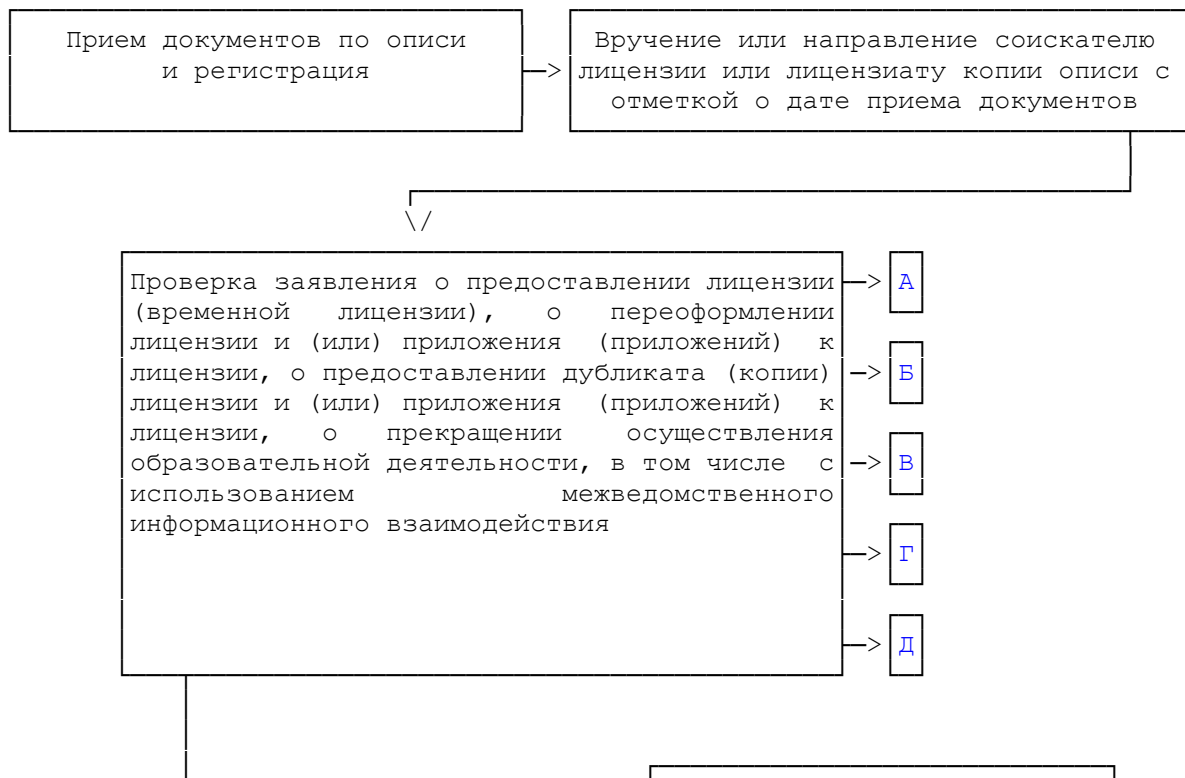 Прием документов по описи
и регистрация
Вручение или направление соискателю
лицензии или лицензиату копии описи с
отметкой о дате приема документов
Проверка заявления о предоставлении лицензии
(временной лицензии), о переоформлении
лицензии и (или) приложения (приложений) к
лицензии, о предоставлении дубликата (копии)
лицензии и (или) приложения (приложений) к
лицензии, о прекращении осуществления
образовательной деятельности, в том числе с
использованием межведомственного
информационного взаимодействия
А
Б
В
Г
Д